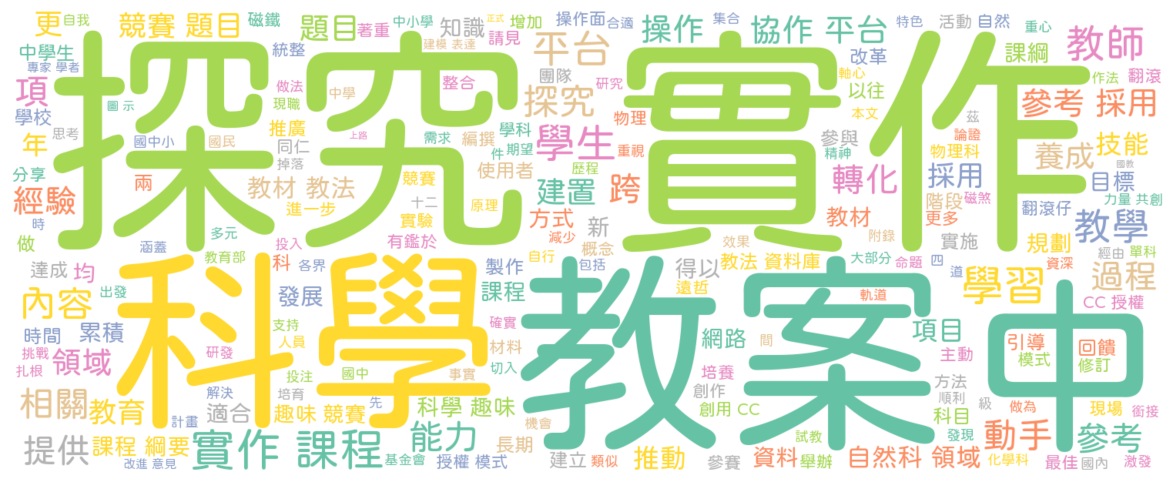 更 自我 競賽 題目 磁鐵 題目 著重 中小學 正式 知識 增加 操作面 合適 操作 集合 協作 平台 特色 活動 自然 重心 教師
中學生 統整 建模 表達 請見 平台 改革 課綱
專家 學者 做法 整合 團隊 研究 軸心 作法 翻滾
項 圖示 現職 中學 探究 以往 參考 採用
學校 探究實作 推廣 需求 學科 編撰 物理 本文 茲
年 思考 國中小 國民 同仁 上路 件 期望 學生 重視 參與 論證 技能
掉落 使用者 精神 物理科 養成 國教
分享 兩 教材 教法 競賽 歷程 建置 跨 轉化 採用 階段 目標
經驗 進一步 十二 原理 磁煞 力量 共創
時 實驗 方式 新 教材 更多 翻滾仔 教學
做 多元 有鑑於 減少 概念 效果 附錄 實施 規劃
涵蓋 投入 自行 教法 資料庫 大部分 經由 單科
達成 均 教育部 科 各界 製作 包括 得以 命題 四 資深 過程
內容 出發 科學 發展 課程 遠哲 軌道 道 學習 CC 授權
時間 累積 支持 確實 教案中 網路 項目 引導 回饋
挑戰 領域 研發 人員 材料 間 主動 模式 修訂
扎根 國中 事實 切入 培養 方法
相關 教育 解決 投注 培育 先 創作 順利 級 做為 現場 銜接
適合 趣味 競賽 科學 趣味 創用 CC 科目
計畫 機會 能力 發現 動手 參考
提供 課程 綱要 實作 課程 長期 試教
改進 意見 基金會 授權 模式 建立 類似 推動 參賽 資料 舉辦 自然科 領域 化學科 最佳 國內 激發